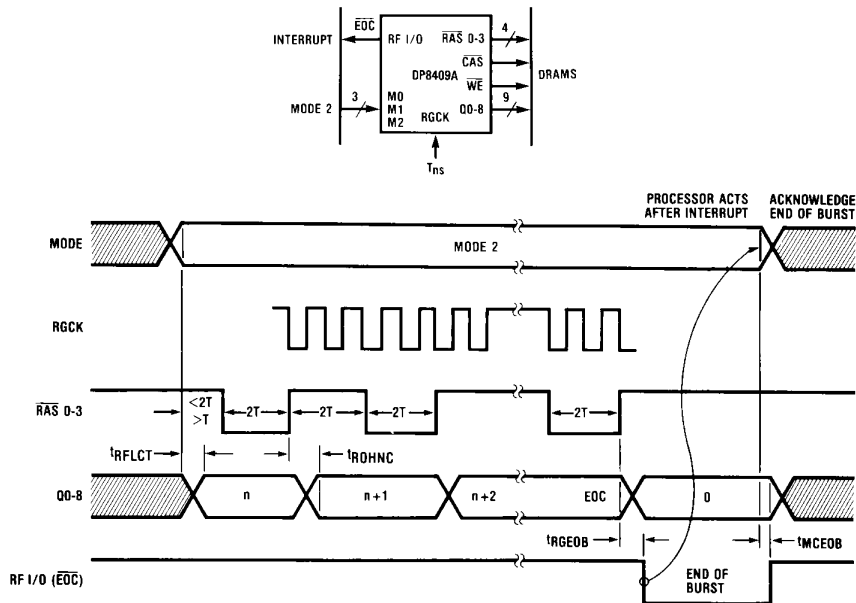 EOC
INTERRUPT
RF I/O
RAS 0-3
4
CAS
DP8409A
DRAMS
WE
3
9
MODE 2
M0
M1
M2
Q0-8
RGCK
Tns
PROCESSOR ACTS AFTER INTERRUPT
ACKNOWLEDGE END OF BURST
MODE
MODE 2
RGCK
RAS 0-3
<2T
>T
2T
2T
2T
2T
tRFLCT
tROHNC
Q0-8
n
n+1
n+2
EOC
0
tRGEOB
tMCEOB
RF I/O (EOC)
END OF BURST